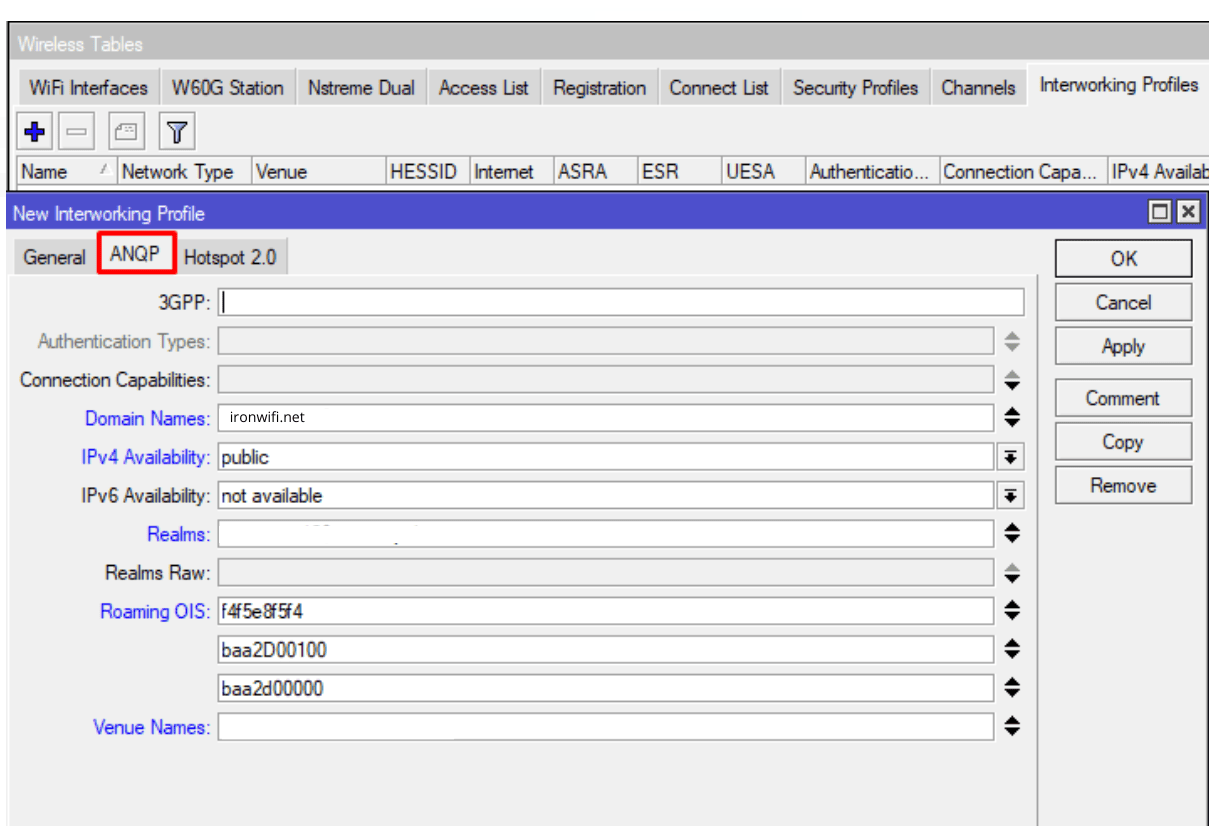 Wireless Tables
WiFi Interfaces W60G Station Nstreme Dual Access List Registration Connect List Security Profiles Channels Interworking Profiles
Name Network Type Venue HESSID Internet ASRA ESR UESA Authenticatio... Connection Capa... IPv4 Availab
New Interworking Profile
General ANQP Hotspot 2.0
OK
3GPP:
Cancel
Authentication Types:
Apply
Connection Capabilities:
Comment
Domain Names: ironwifi.net
Copy
IPv4 Availability: public
Remove
IPv6 Availability: not available
Realms:
Realms Raw:
Roaming OIS: f4f5e8f5f4
baa2D00100
baa2d00000
Venue Names: